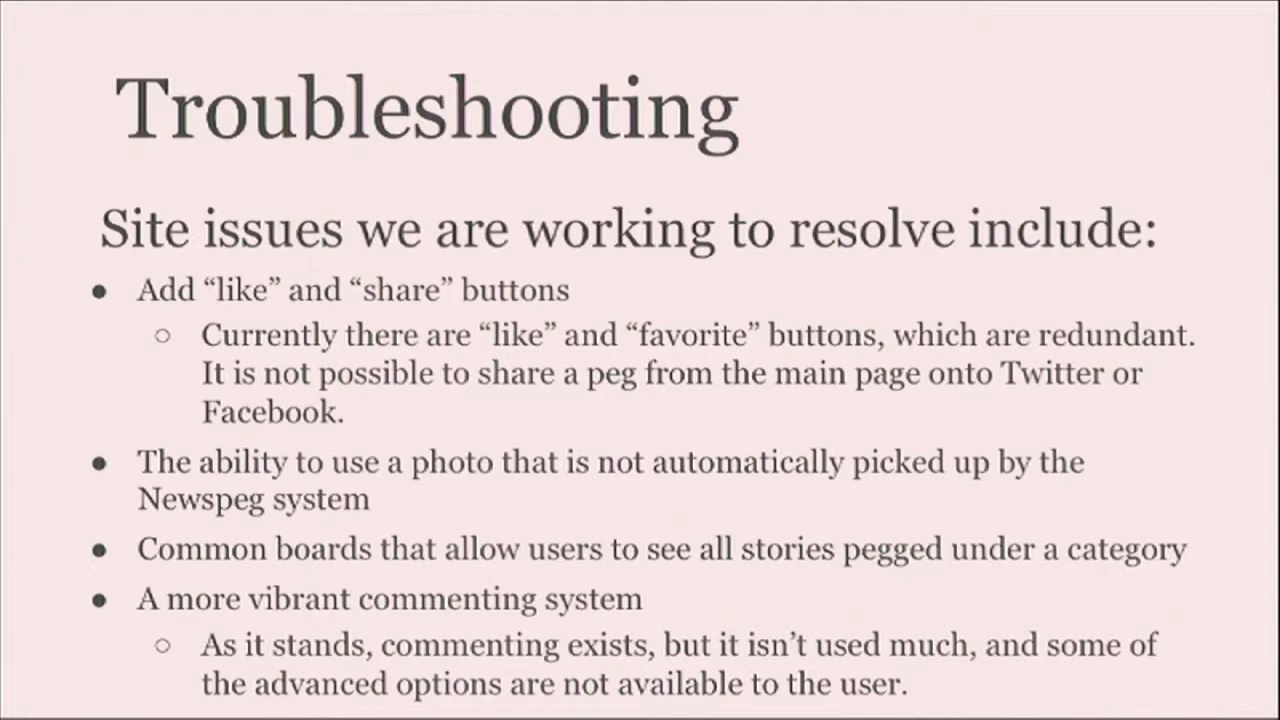 Troubleshooting
Site issues we are working to resolve include:
● Add “like” and “share” buttons
○ Currently there are “like” and “favorite” buttons, which are redundant.
It is not possible to share a peg from the main page onto Twitter or
Facebook.
● The ability to use a photo that is not automatically picked up by the
Newspeg system
● Common boards that allow users to see all stories pegged under a category
● A more vibrant commenting system
○ As it stands, commenting exists, but it isn’t used much, and some of
the advanced options are not available to the user.